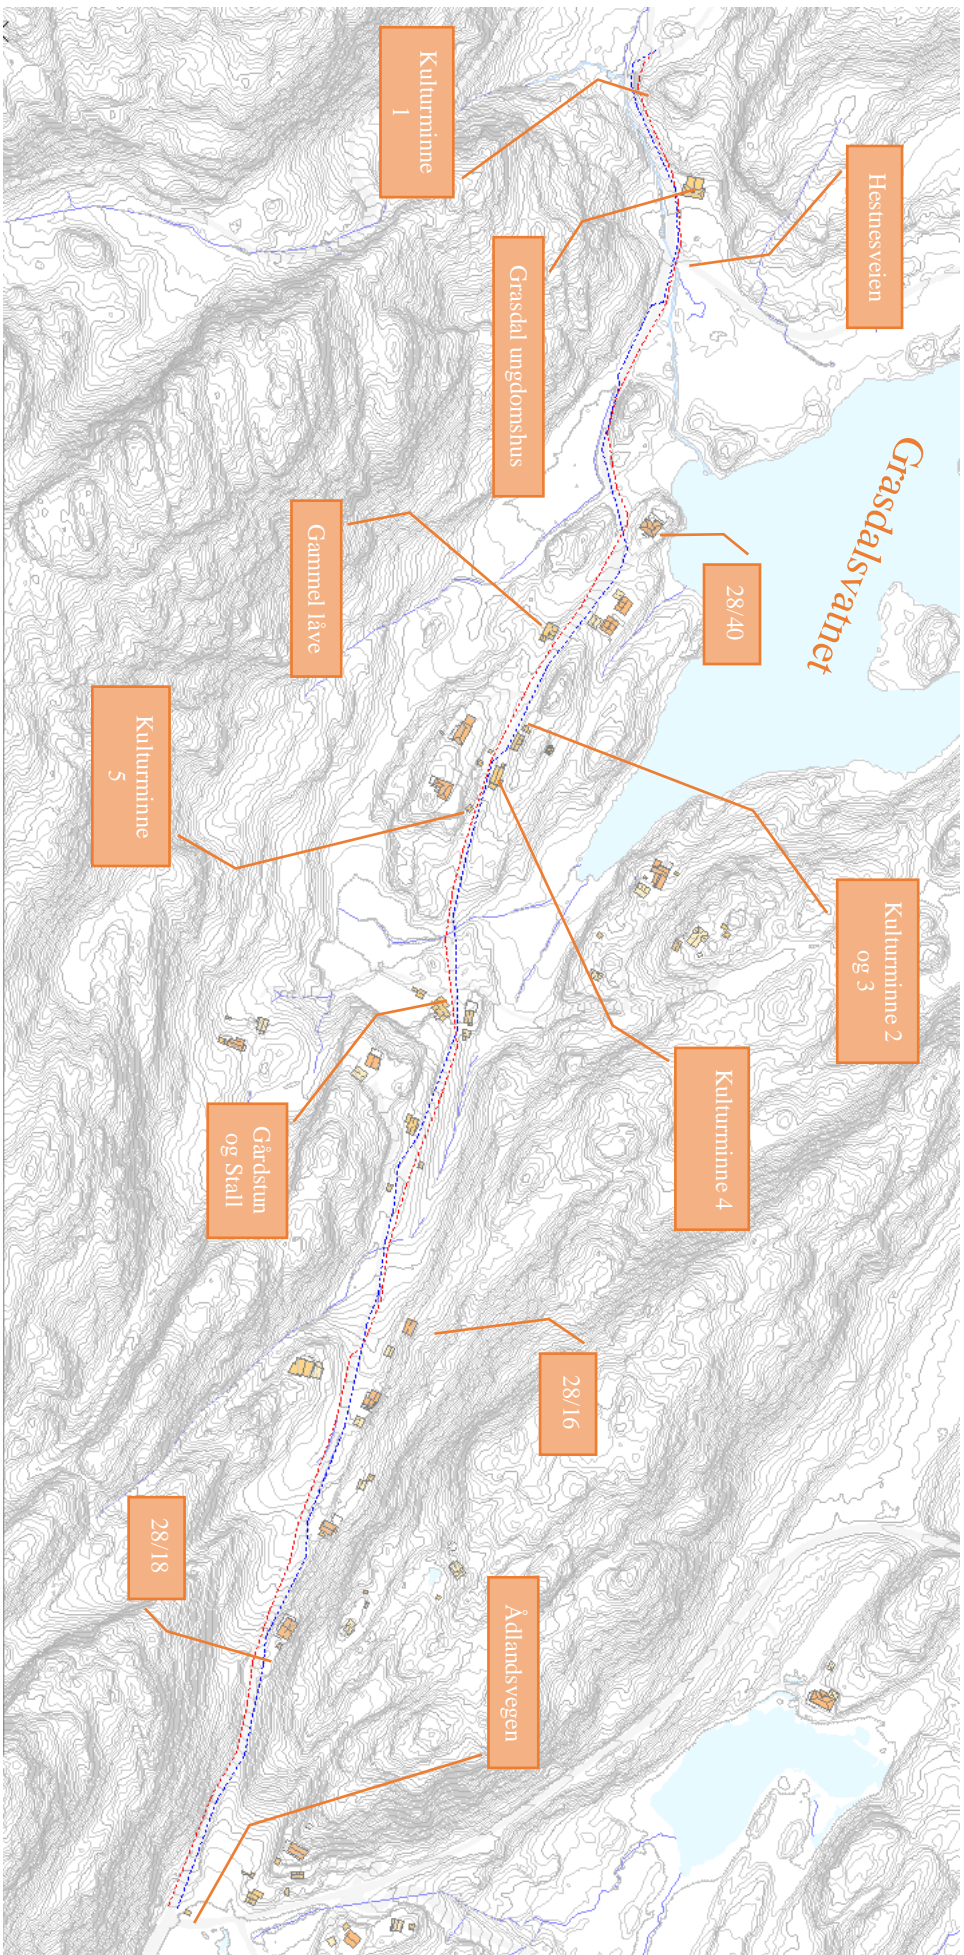 Kulturminne
1
Hestnesveien
Grasdal ungdomshus
Grasdalsvatnet
Gammel låve
28/40
Kulturminne
5
Kulturminne 2
og 3
Kulturminne 4
Gårdstun
og Stall
28/16
28/18
Ådlandsvegen